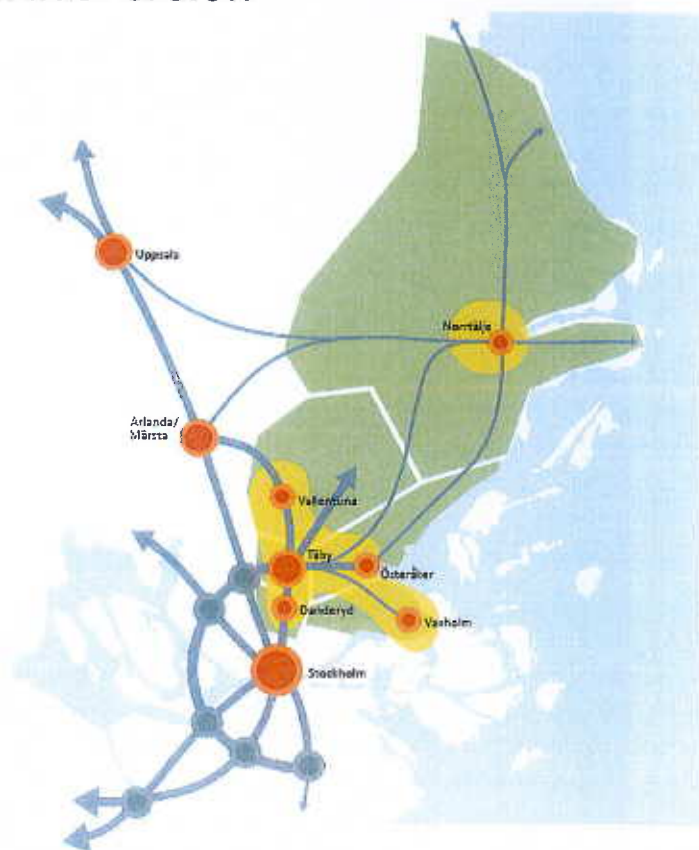 Uppsala
Norrtälje
Arlanda/
Märsta
Vallentuna
Täby
Österåker
Danderyd
Vaxholm
Stockholm